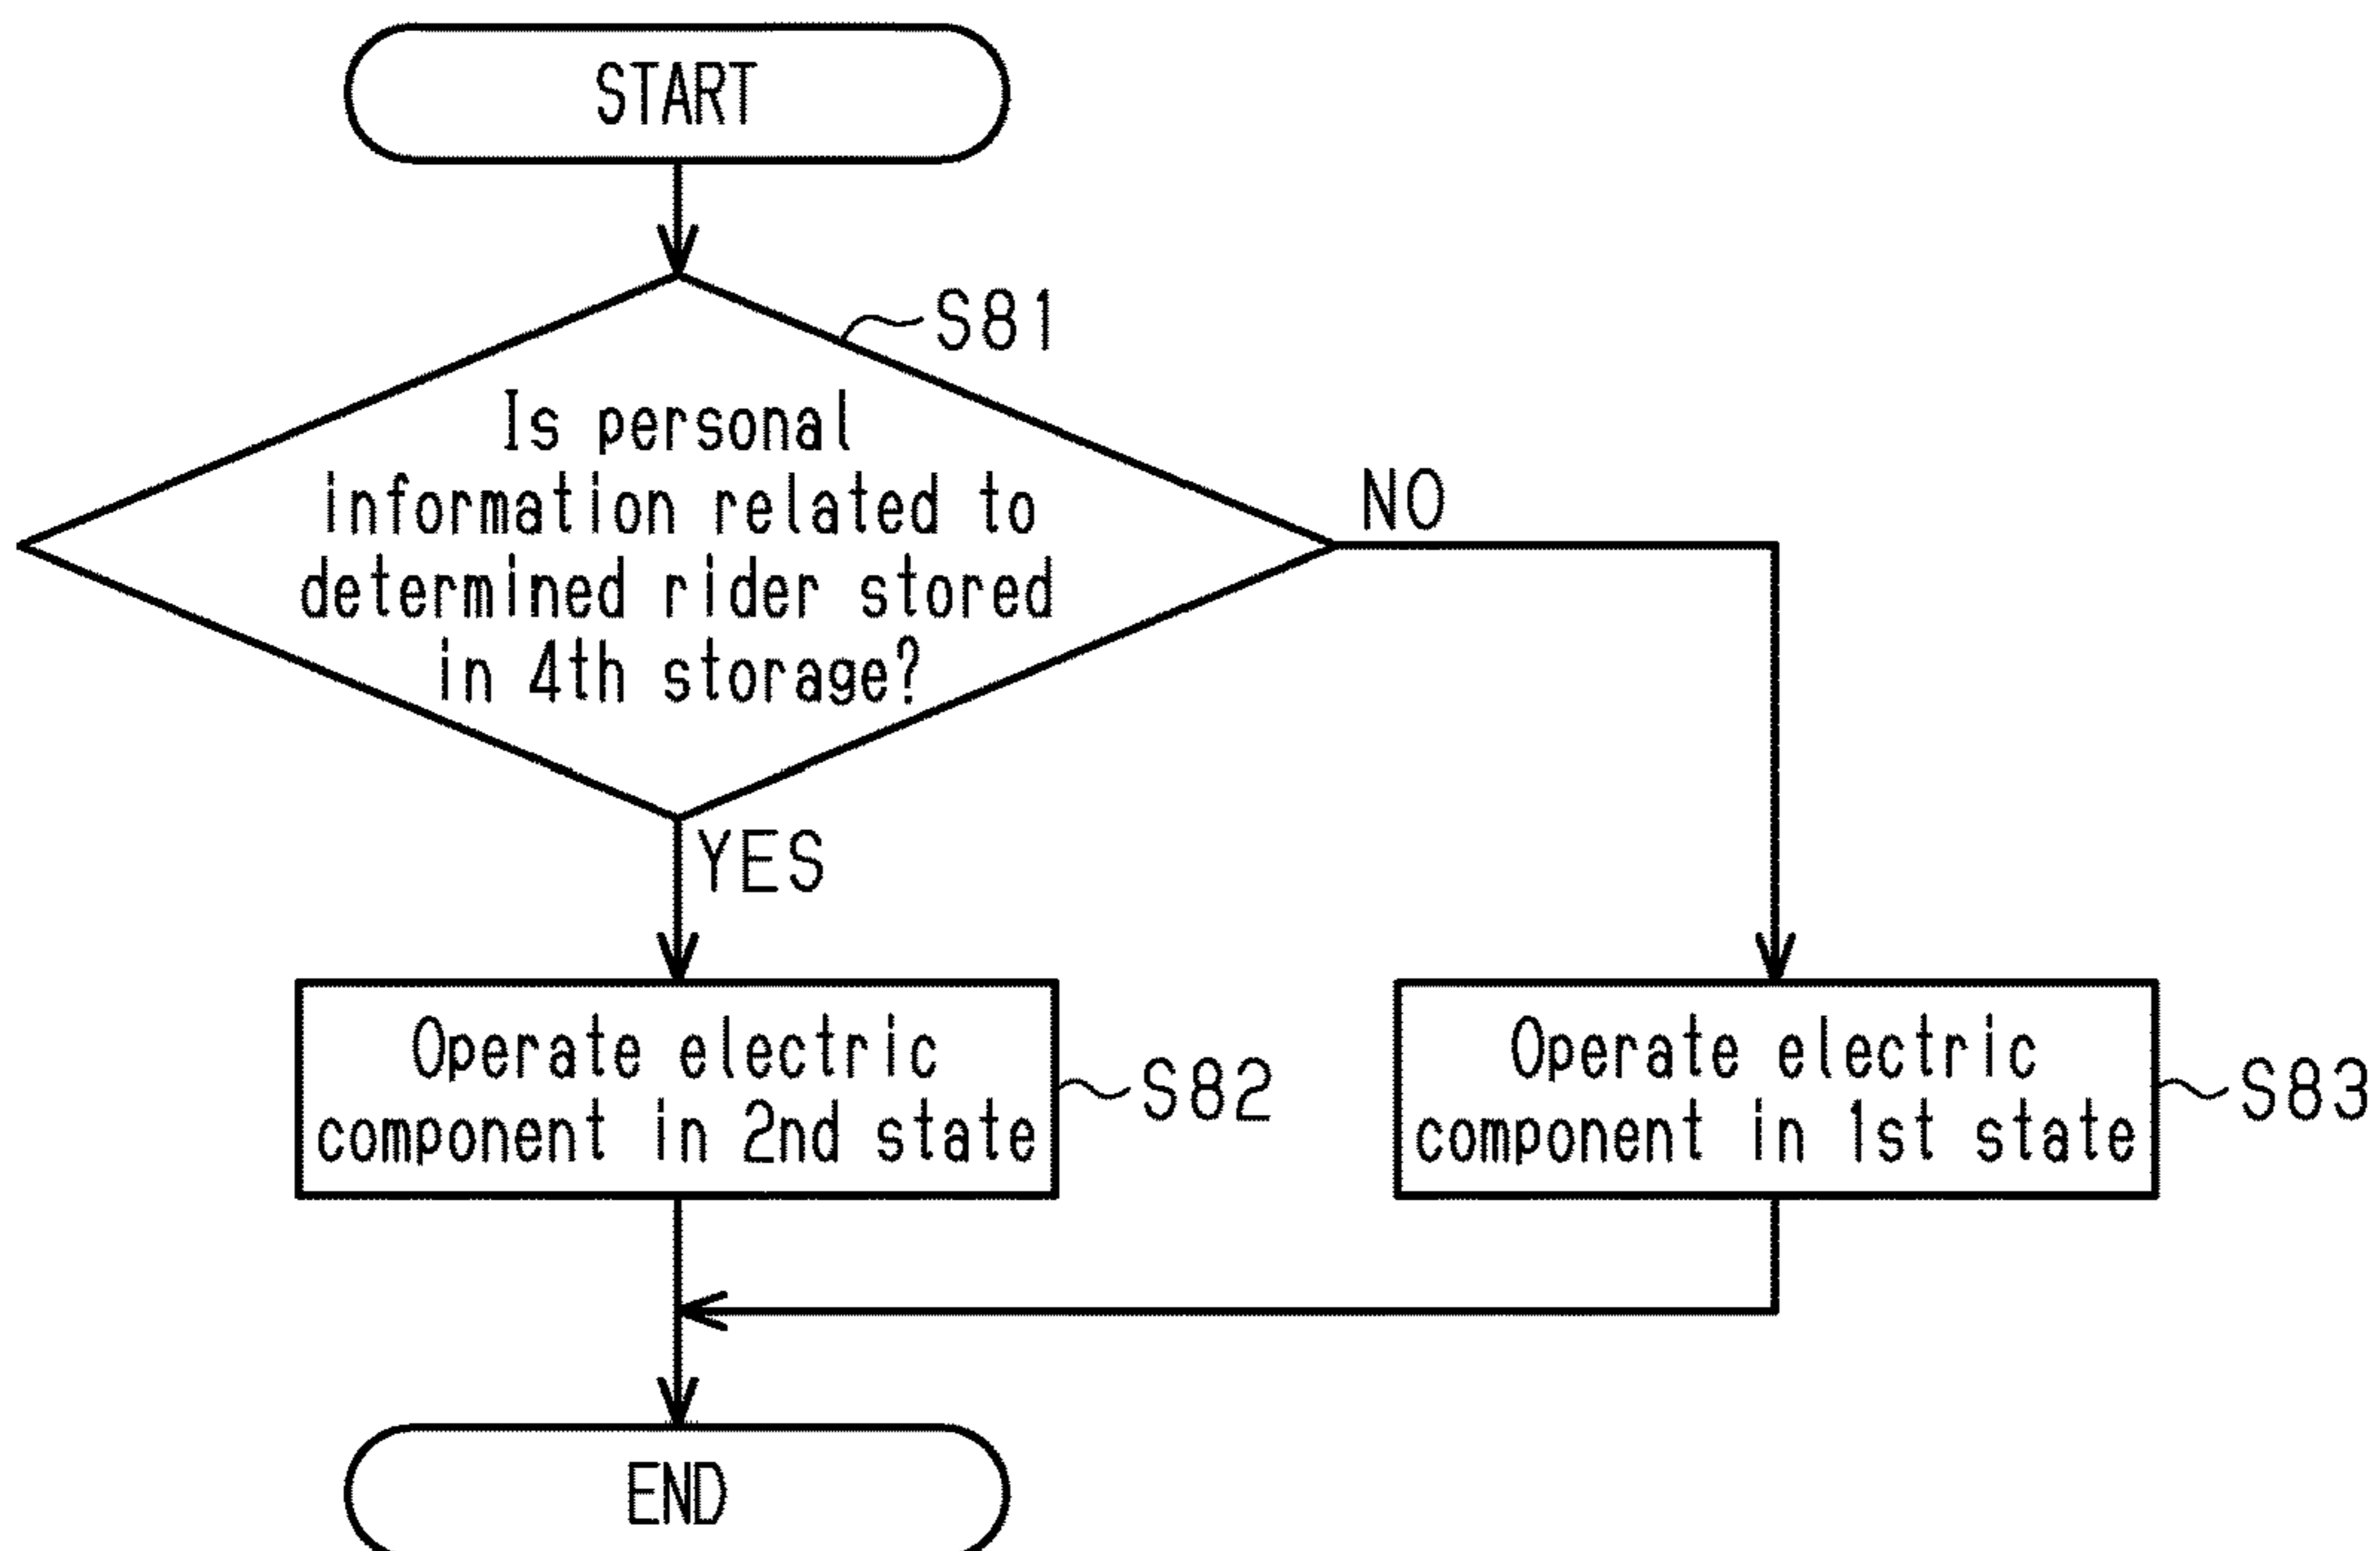 START
S81
Is personal
information related to
determined rider stored
in 4th storage?
NO
YES
Operate electric
component in 2nd state
S82
Operate electric
component in 1st state
S83
END